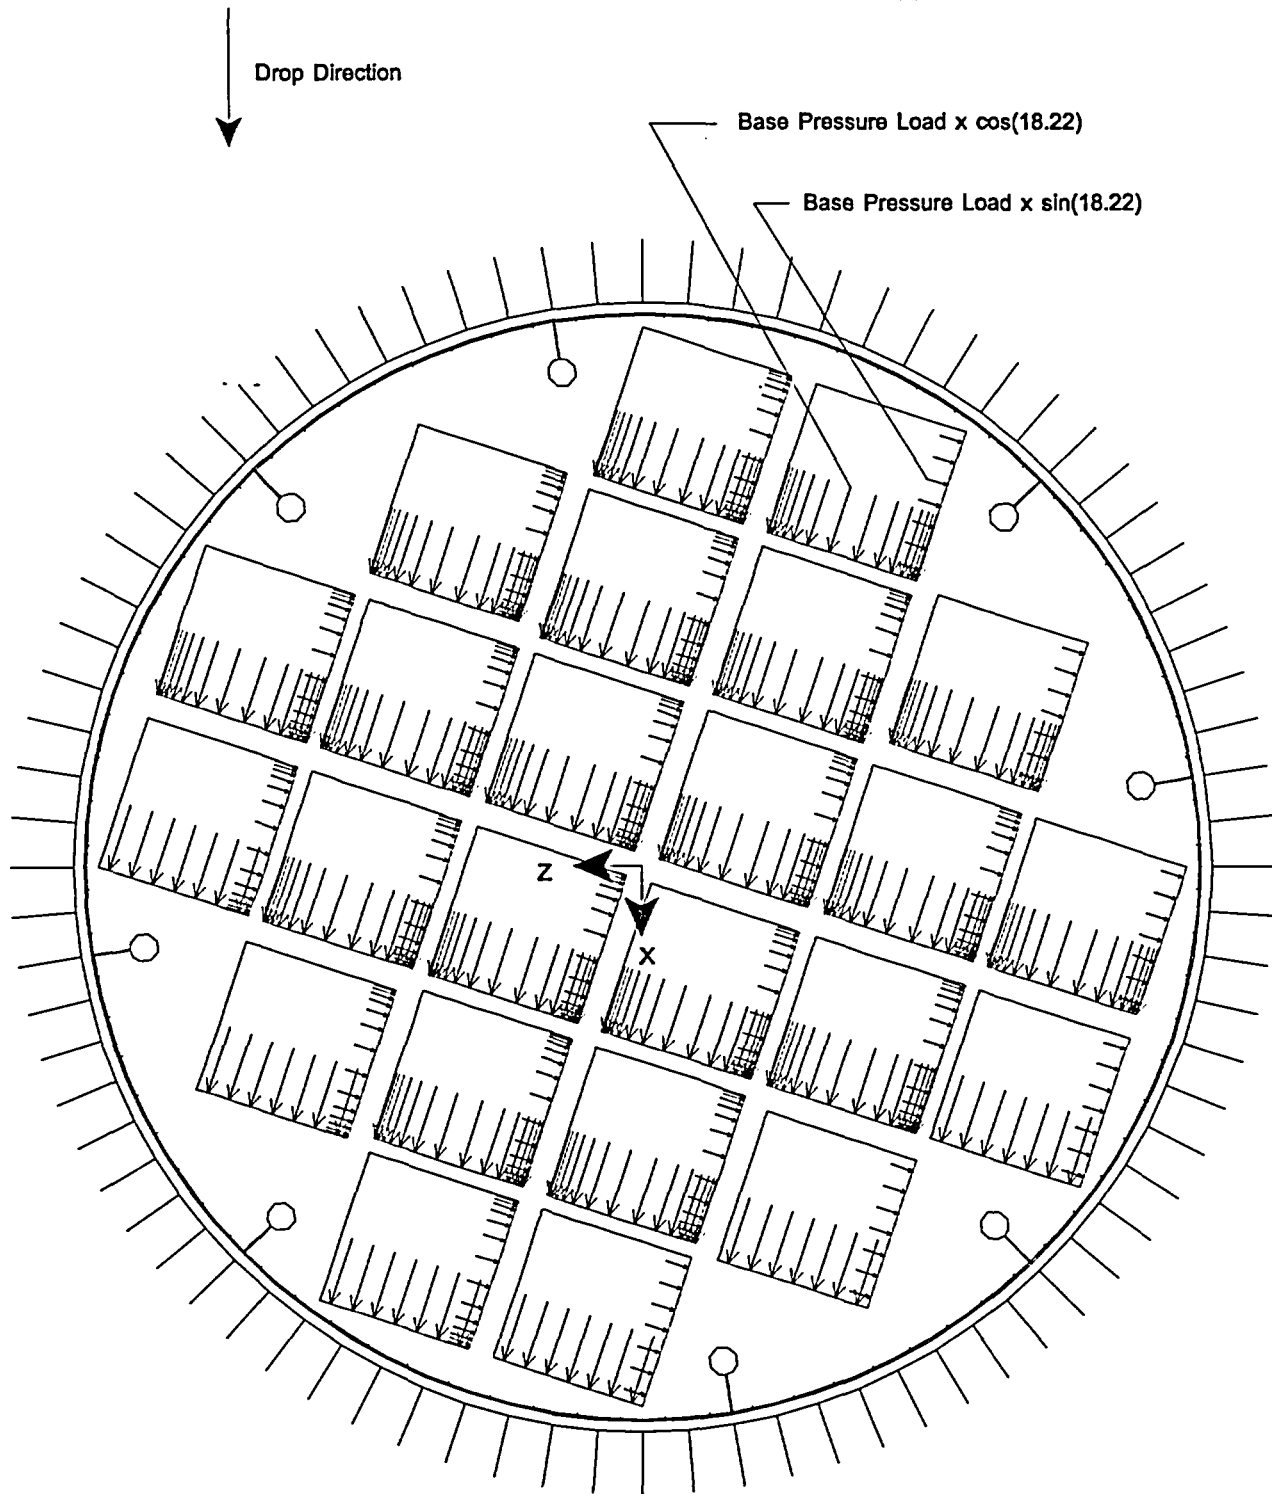 Drop Direction
Base Pressure Load x cos(18.22)
Base Pressure Load x sin(18.22)
Z
X